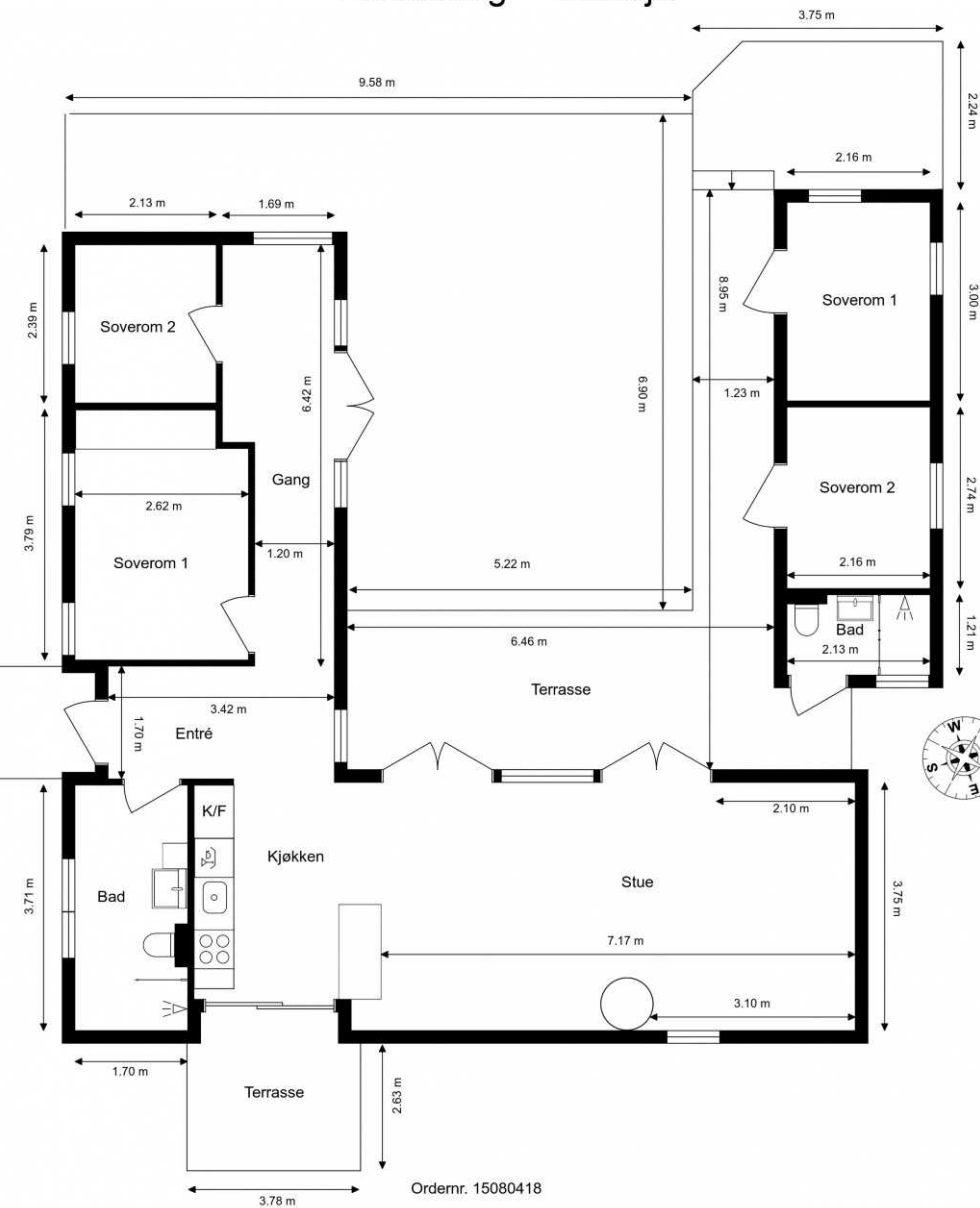 3.75 m
9.58 m
2.24 m
2.16 m
2.13 m
1.69 m
Soverom 2
2.39 m
6.42 m
8.95 m
Soverom 1
3.00 m
6.90 m
1.23 m
Gang
2.62 m
Soverom 1
3.79 m
1.20 m
5.22 m
Soverom 2
2.74 m
2.16 m
Bad
2.13 m
1.21 m
6.46 m
Terrasse
3.42 m
Entré
1.70 m
W
S
E
K/F
Kjøkken
2.10 m
Stue
Bad
3.71 m
3.75 m
7.17 m
3.10 m
1.70 m
Terrasse
2.63 m
3.78 m
Ordernr. 15080418